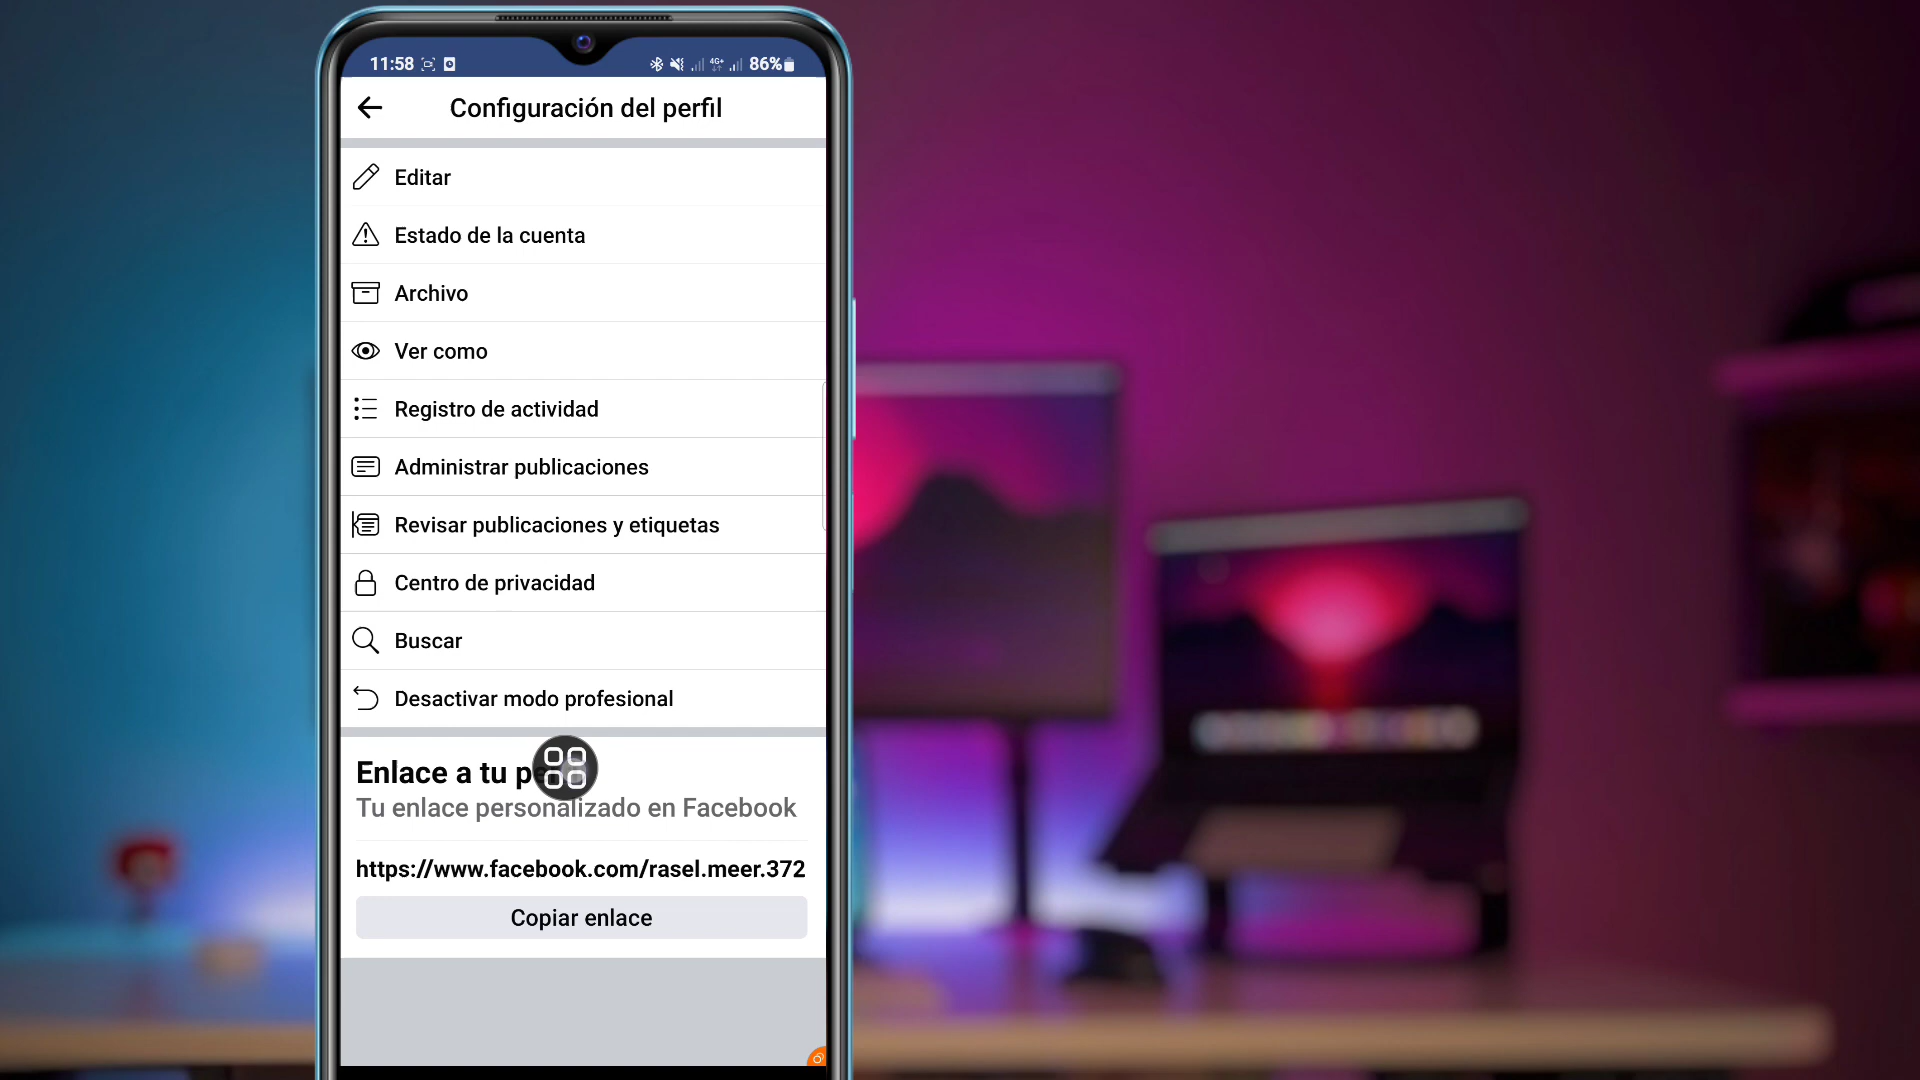 11:58 4G+ 86%
Configuración del perfil
Editar
Estado de la cuenta
Archivo
Ver como
Registro de actividad
Administrar publicaciones
Revisar publicaciones y etiquetas
Centro de privacidad
Buscar
Desactivar modo profesional
Enlace a tu
Tu enlace personalizado en Facebook
https://www.facebook.com/rasel.meer.372
Copiar enlace